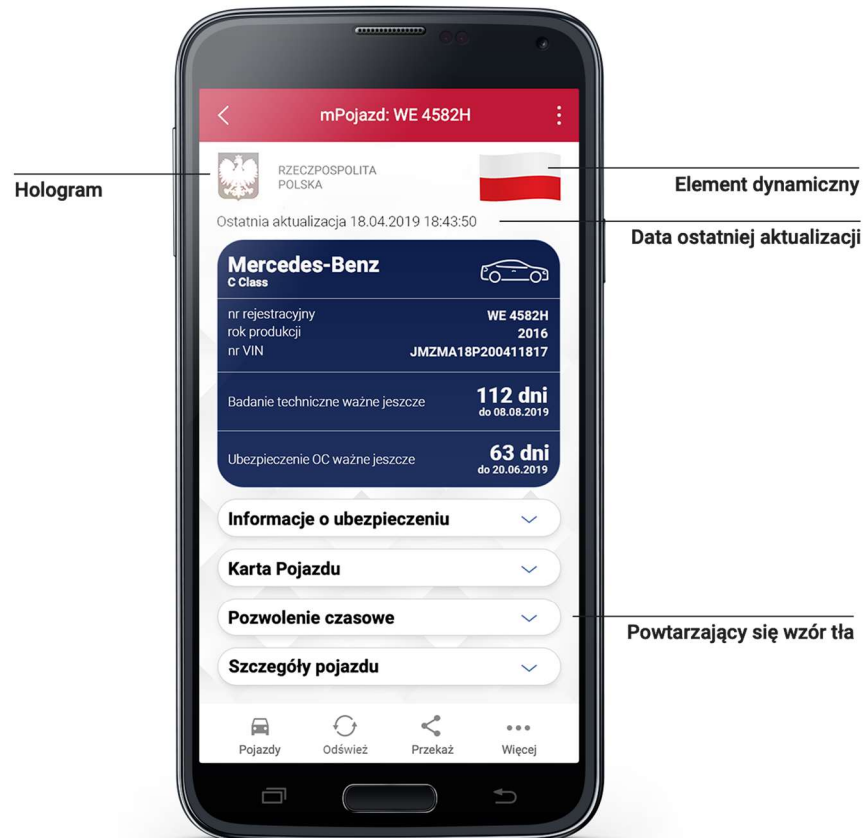 mPojazd: WE 4582H
RZECZPOSPOLITA
POLSKA
Hologram
Element dynamiczny
Ostatnia aktualizacja 18.04.2019 18:43:50
Data ostatniej aktualizacji
Mercedes-Benz
C Class
nr rejestracyjny WE 4582H
rok produkcji 2016
nr VIN JMZMA18P200411817
Badanie techniczne ważne jeszcze 112 dni
do 08.08.2019
Ubezpieczenie OC ważne jeszcze 63 dni
do 20.06.2019
Informacje o ubezpieczeniu
Karta Pojazdu
Pozwolenie czasowe
Powtarzający się wzór tła
Szczegóły pojazdu
Pojazdy Odśwież Przekaż Więcej